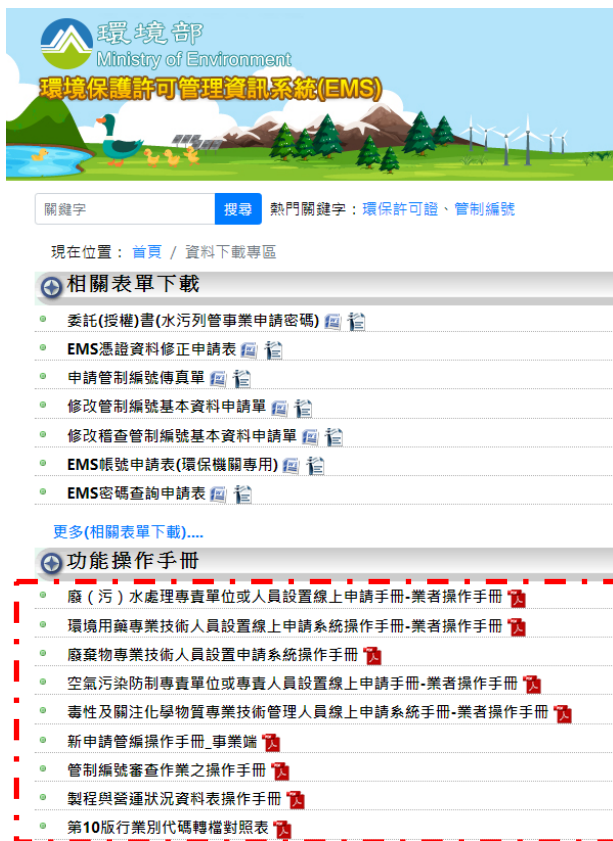 環境部
Ministry of Environment
環境保護許可管理資訊系統(EMS)
關鍵字 搜尋 熱門關鍵字：環保許可證、管制編號
現在位置： 首頁 / 資料下載專區
相關表單下載
委託(授權)書(水污列管事業申請密碼)
EMS憑證資料修正申請表
申請管制編號傳真單
修改管制編號基本資料申請單
修改稽查管制編號基本資料申請單
EMS帳號申請表(環保機關專用)
EMS密碼查詢申請表
更多(相關表單下載)....
功能操作手冊
廢（污）水處理專責單位或人員設置線上申請手冊-業者操作手冊
環境用藥專業技術人員設置線上申請系統操作手冊-業者操作手冊
廢棄物專業技術人員設置申請系統操作手冊
空氣污染防制專責單位或專責人員設置線上申請手冊-業者操作手冊
毒性及關注化學物質專業技術管理人員線上申請系統手冊-業者操作手冊
新申請管編操作手冊_事業端
管制編號審查作業之操作手冊
製程與營運狀況資料表操作手冊
第10版行業別代碼轉檔對照表